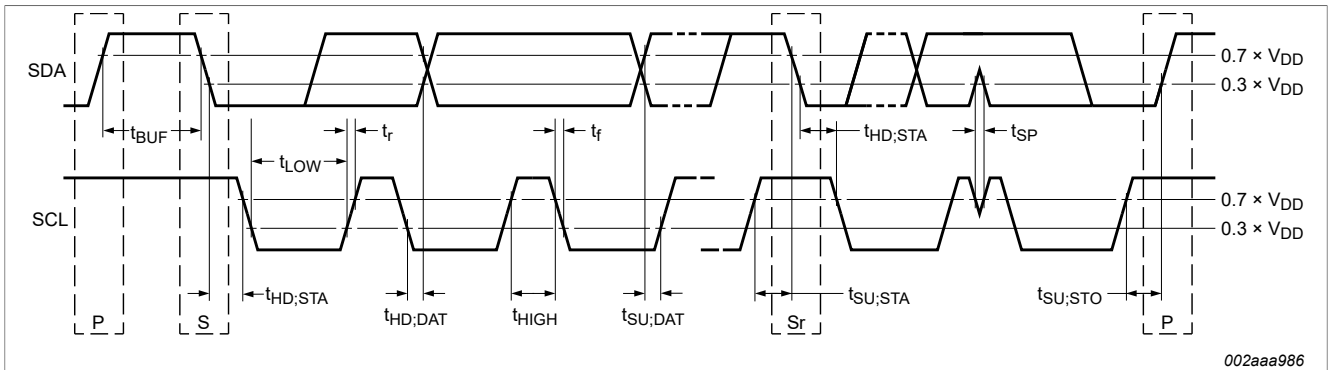 SDA
0.7 × VDD
0.3 × VDD
tBUF
tr
tf
tHD;STA
tSP
tLOW
SCL
0.7 × VDD
0.3 × VDD
tHD;STA
tHD;DAT
tHIGH
tSU;DAT
tSU;STA
tSU;STO
P
S
Sr
P
002aaa986